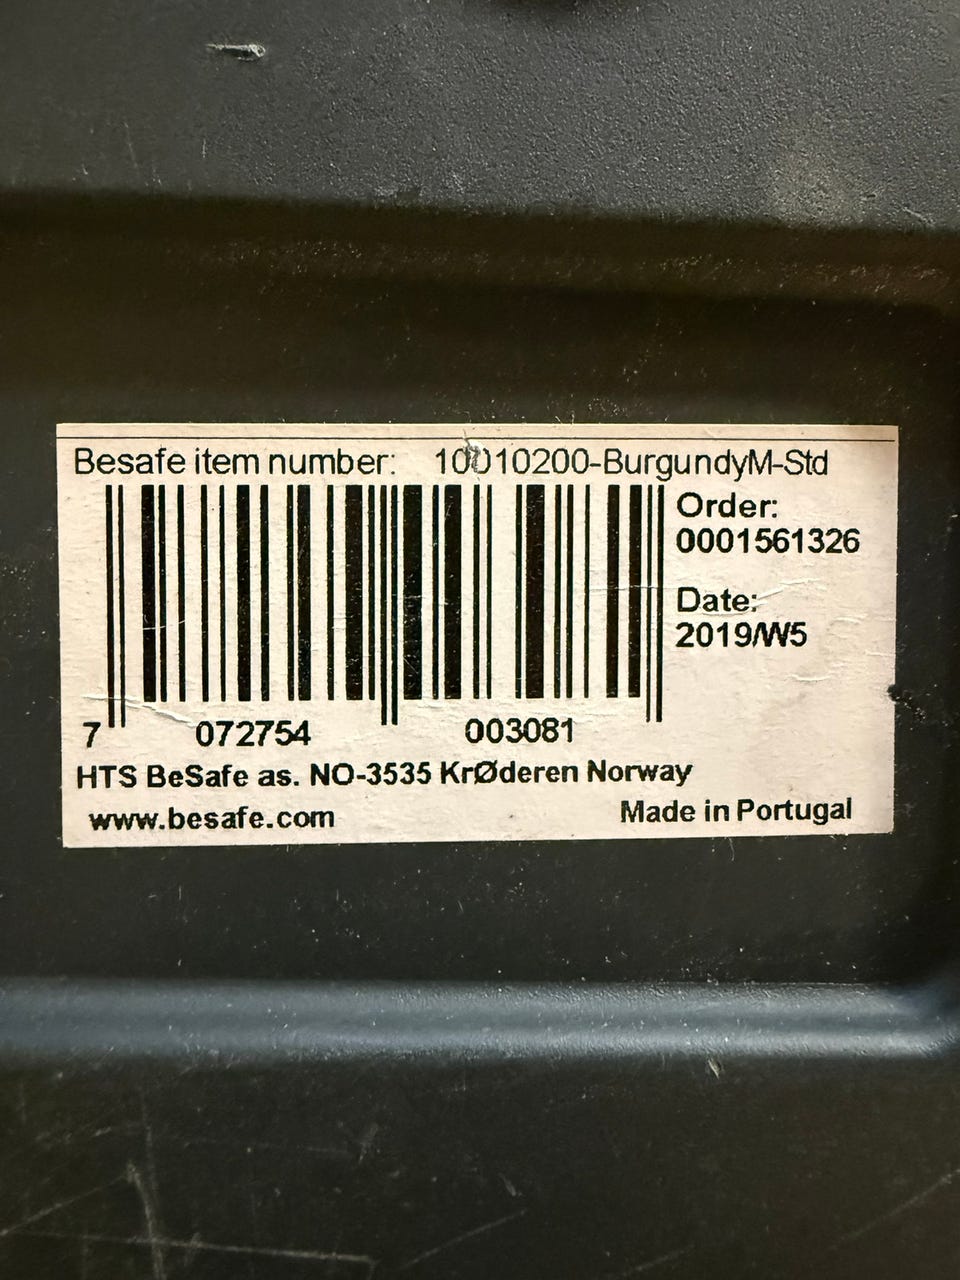 Besafe item number: 10010200-BurgundyM-Std
Order:
0001561326
Date:
2019/W5
7 072754 003081
HTS BeSafe as. NO-3535 KrØderen Norway
www.besafe.com Made in Portugal